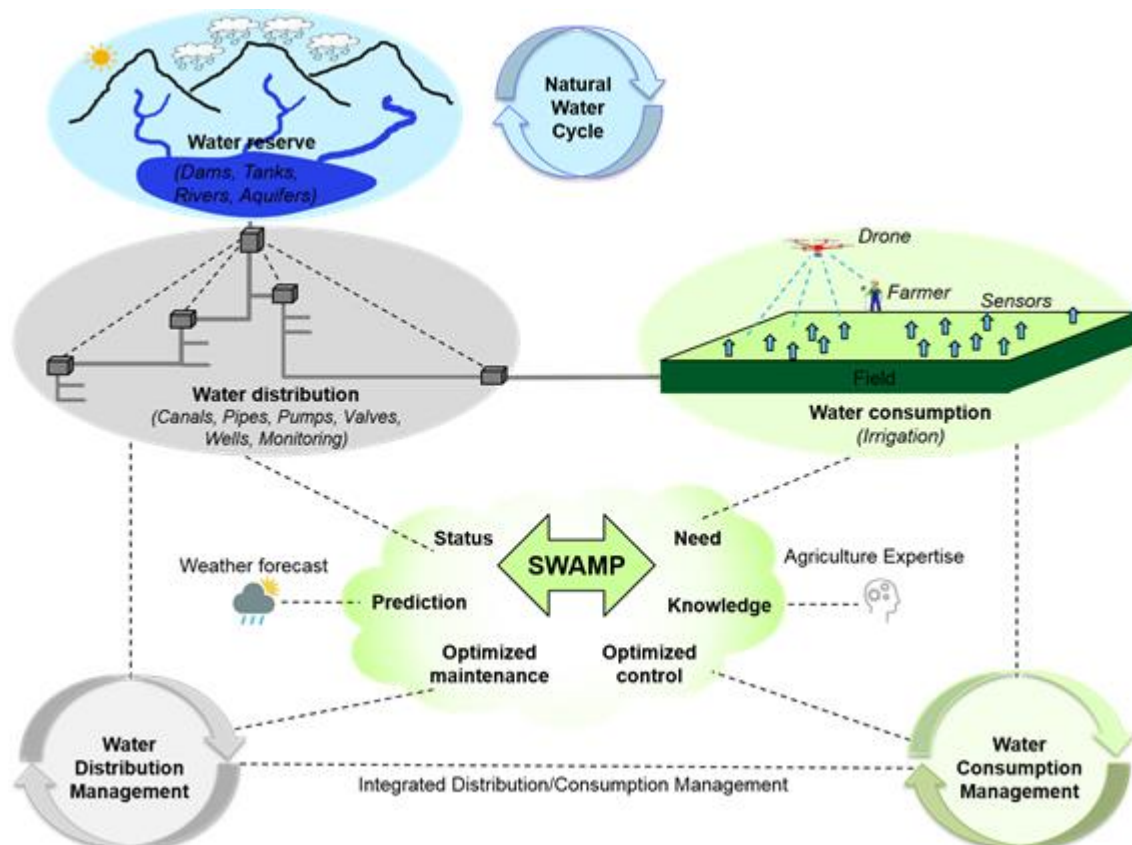 Natural
Water
Cycle
Water reserve
(Dams, Tanks,
Rivers, Aquifers)
Drone
Farmer
Sensors
Field
Water distribution
(Canals, Pipes, Pumps, Valves,
Wells, Monitoring)
Water consumption
(Irrigation)
Status
SWAMP
Need
Weather forecast
Agriculture Expertise
Prediction
Knowledge
Optimized
maintenance
Optimized
control
Water
Distribution
Management
Integrated Distribution/Consumption Management
Water
Consumption
Management